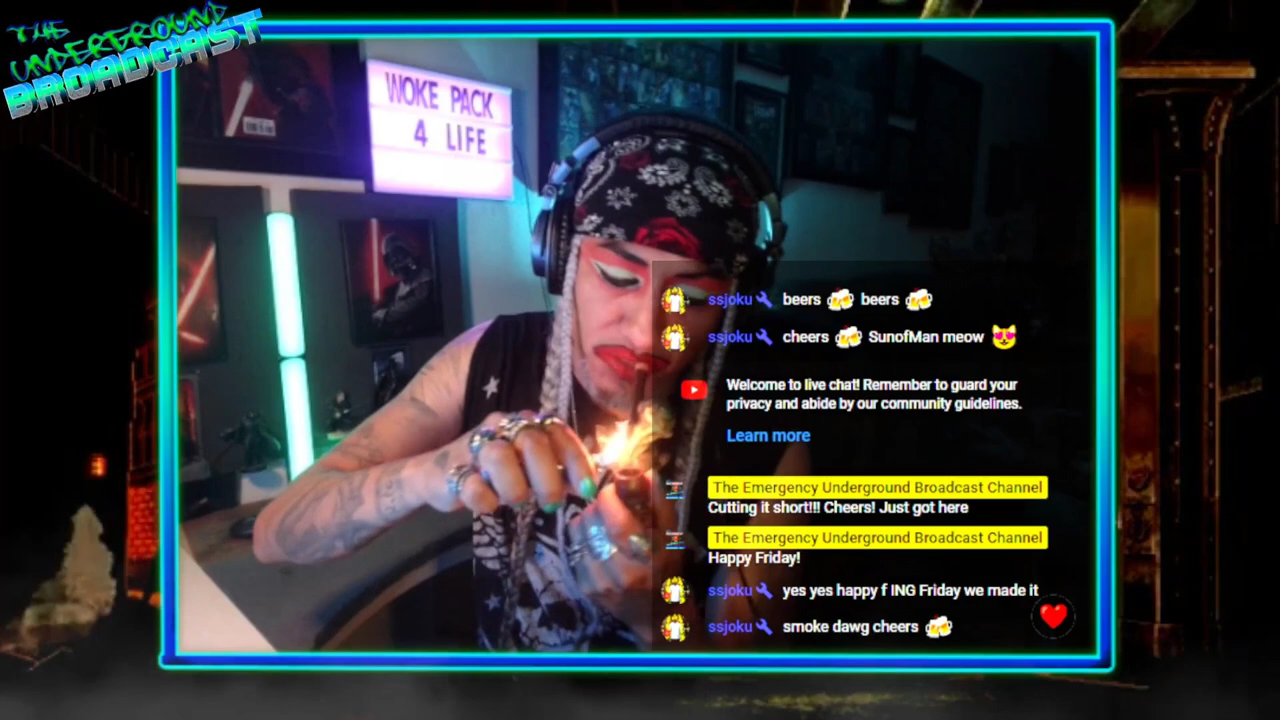 THE
UNDERGROUND
BROADCAST
WOKE PACK
4 LIFE
ssjoku beers 🍻 beers 🍻
ssjoku cheers 🍻 SunofMan meow 😻
Welcome to live chat! Remember to guard your
privacy and abide by our community guidelines.
Learn more
The Emergency Underground Broadcast Channel
Cutting it short!!! Cheers! Just got here
The Emergency Underground Broadcast Channel
Happy Friday!
ssjoku yes yes happy f ING Friday we made it
ssjoku smoke dawg cheers 🍻